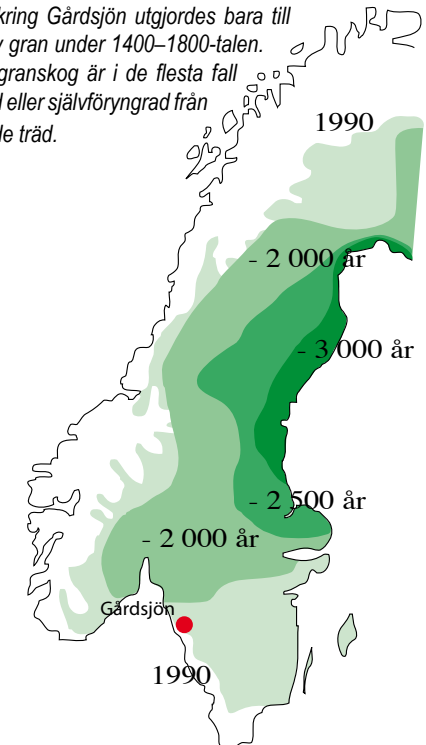 kring Gårdsjön utgjordes bara till
gran under 1400–1800-talen.
granskog är i de flesta fall
eller självföryngrad från
träd.
1990
- 2 000 år
- 3 000 år
- 2 500 år
- 2 000 år
Gårdsjön
1990